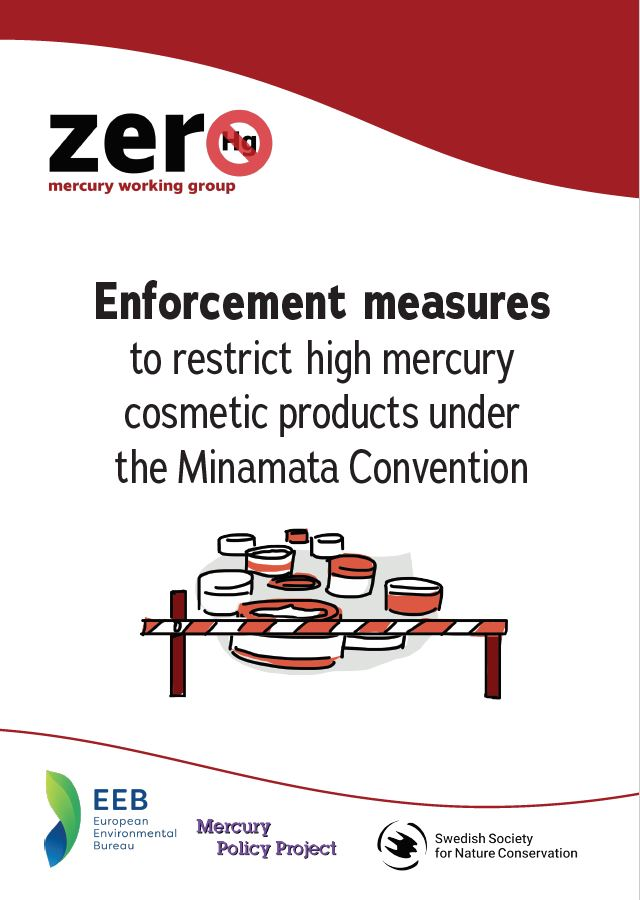 zero
Hg
mercury working group
Enforcement measures
to restrict high mercury
cosmetic products under
the Minamata Convention
EEB
European
Environmental
Bureau
Mercury
Policy Project
Swedish Society
for Nature Conservation